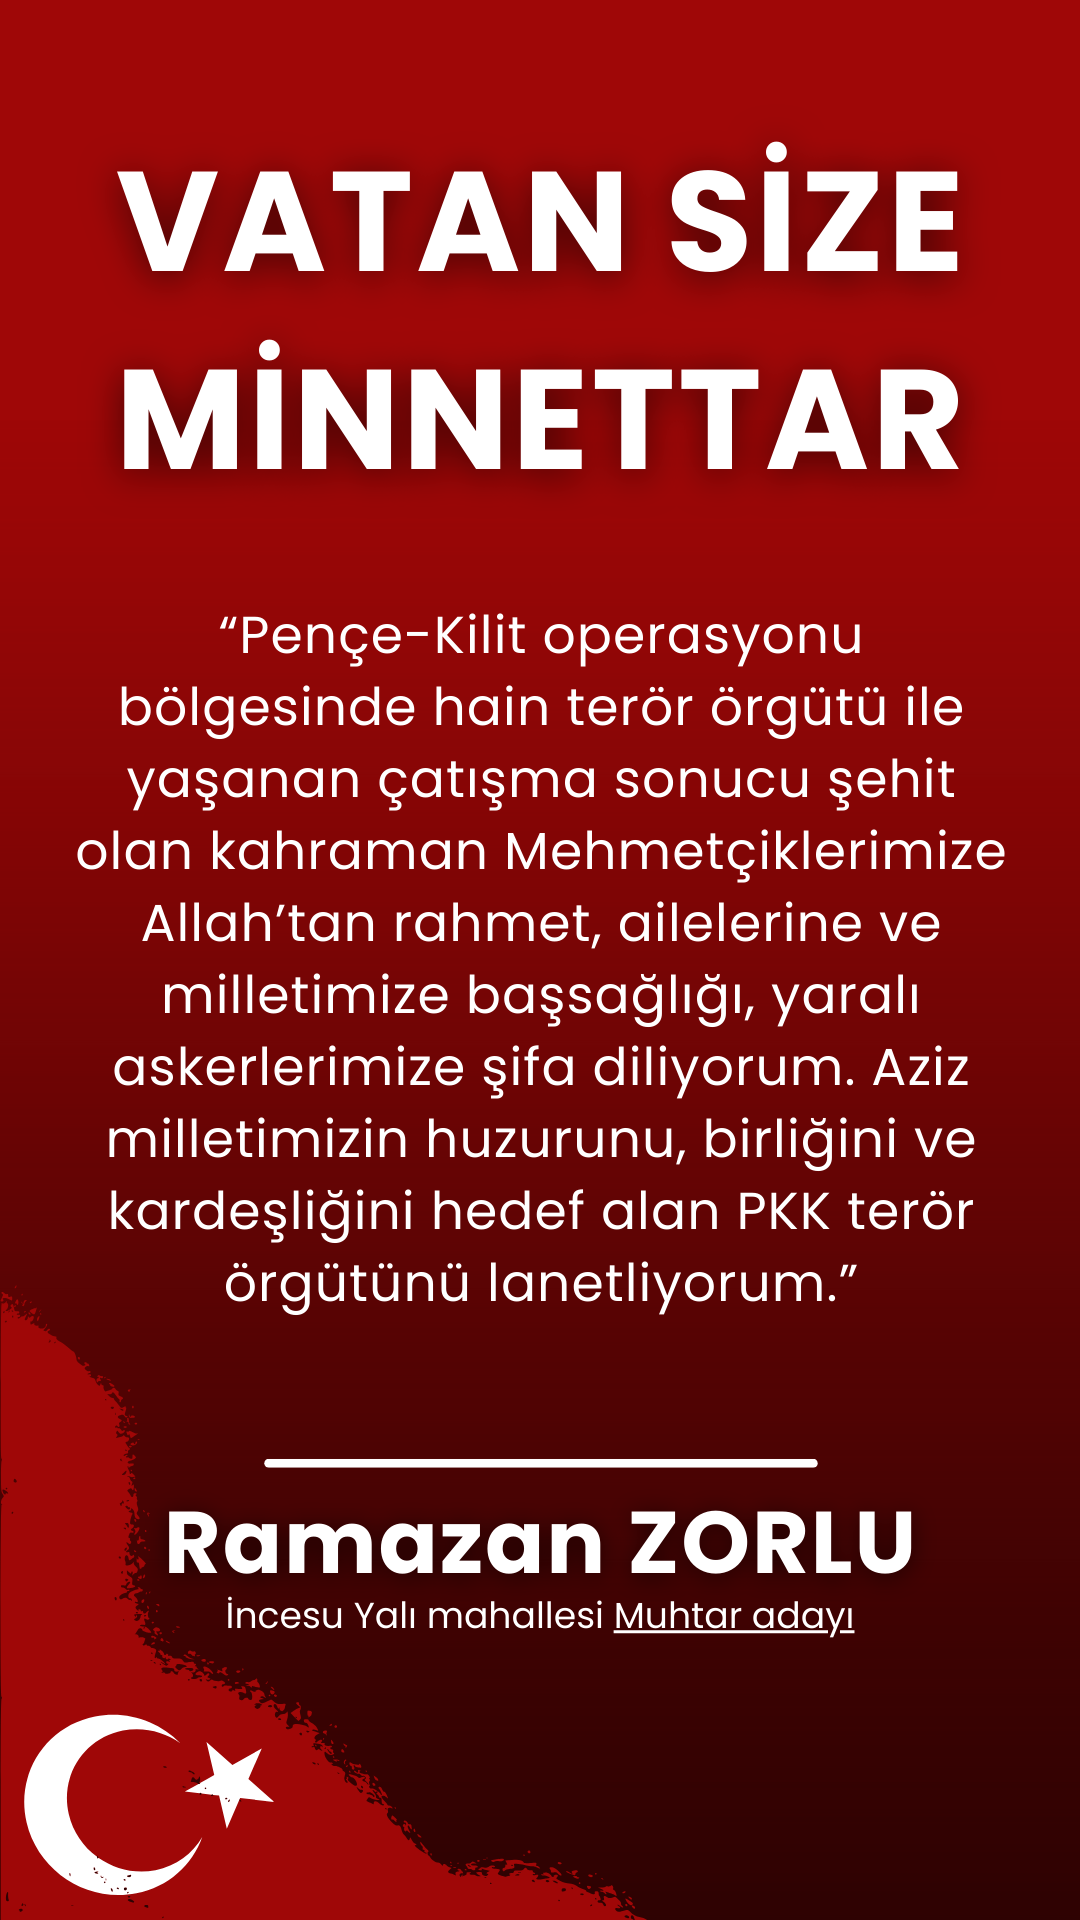 VATAN SİZE
MİNNETTAR
“Pençe-Kilit operasyonu
bölgesinde hain terör örgütü ile
yaşanan çatışma sonucu şehit
olan kahraman Mehmetçiklerimize
Allah’tan rahmet, ailelerine ve
milletimize başsağlığı, yaralı
askerlerimize şifa diliyorum. Aziz
milletimizin huzurunu, birliğini ve
kardeşliğini hedef alan PKK terör
örgütünü lanetliyorum.”
Ramazan ZORLU
İncesu Yalı mahallesi Muhtar adayı